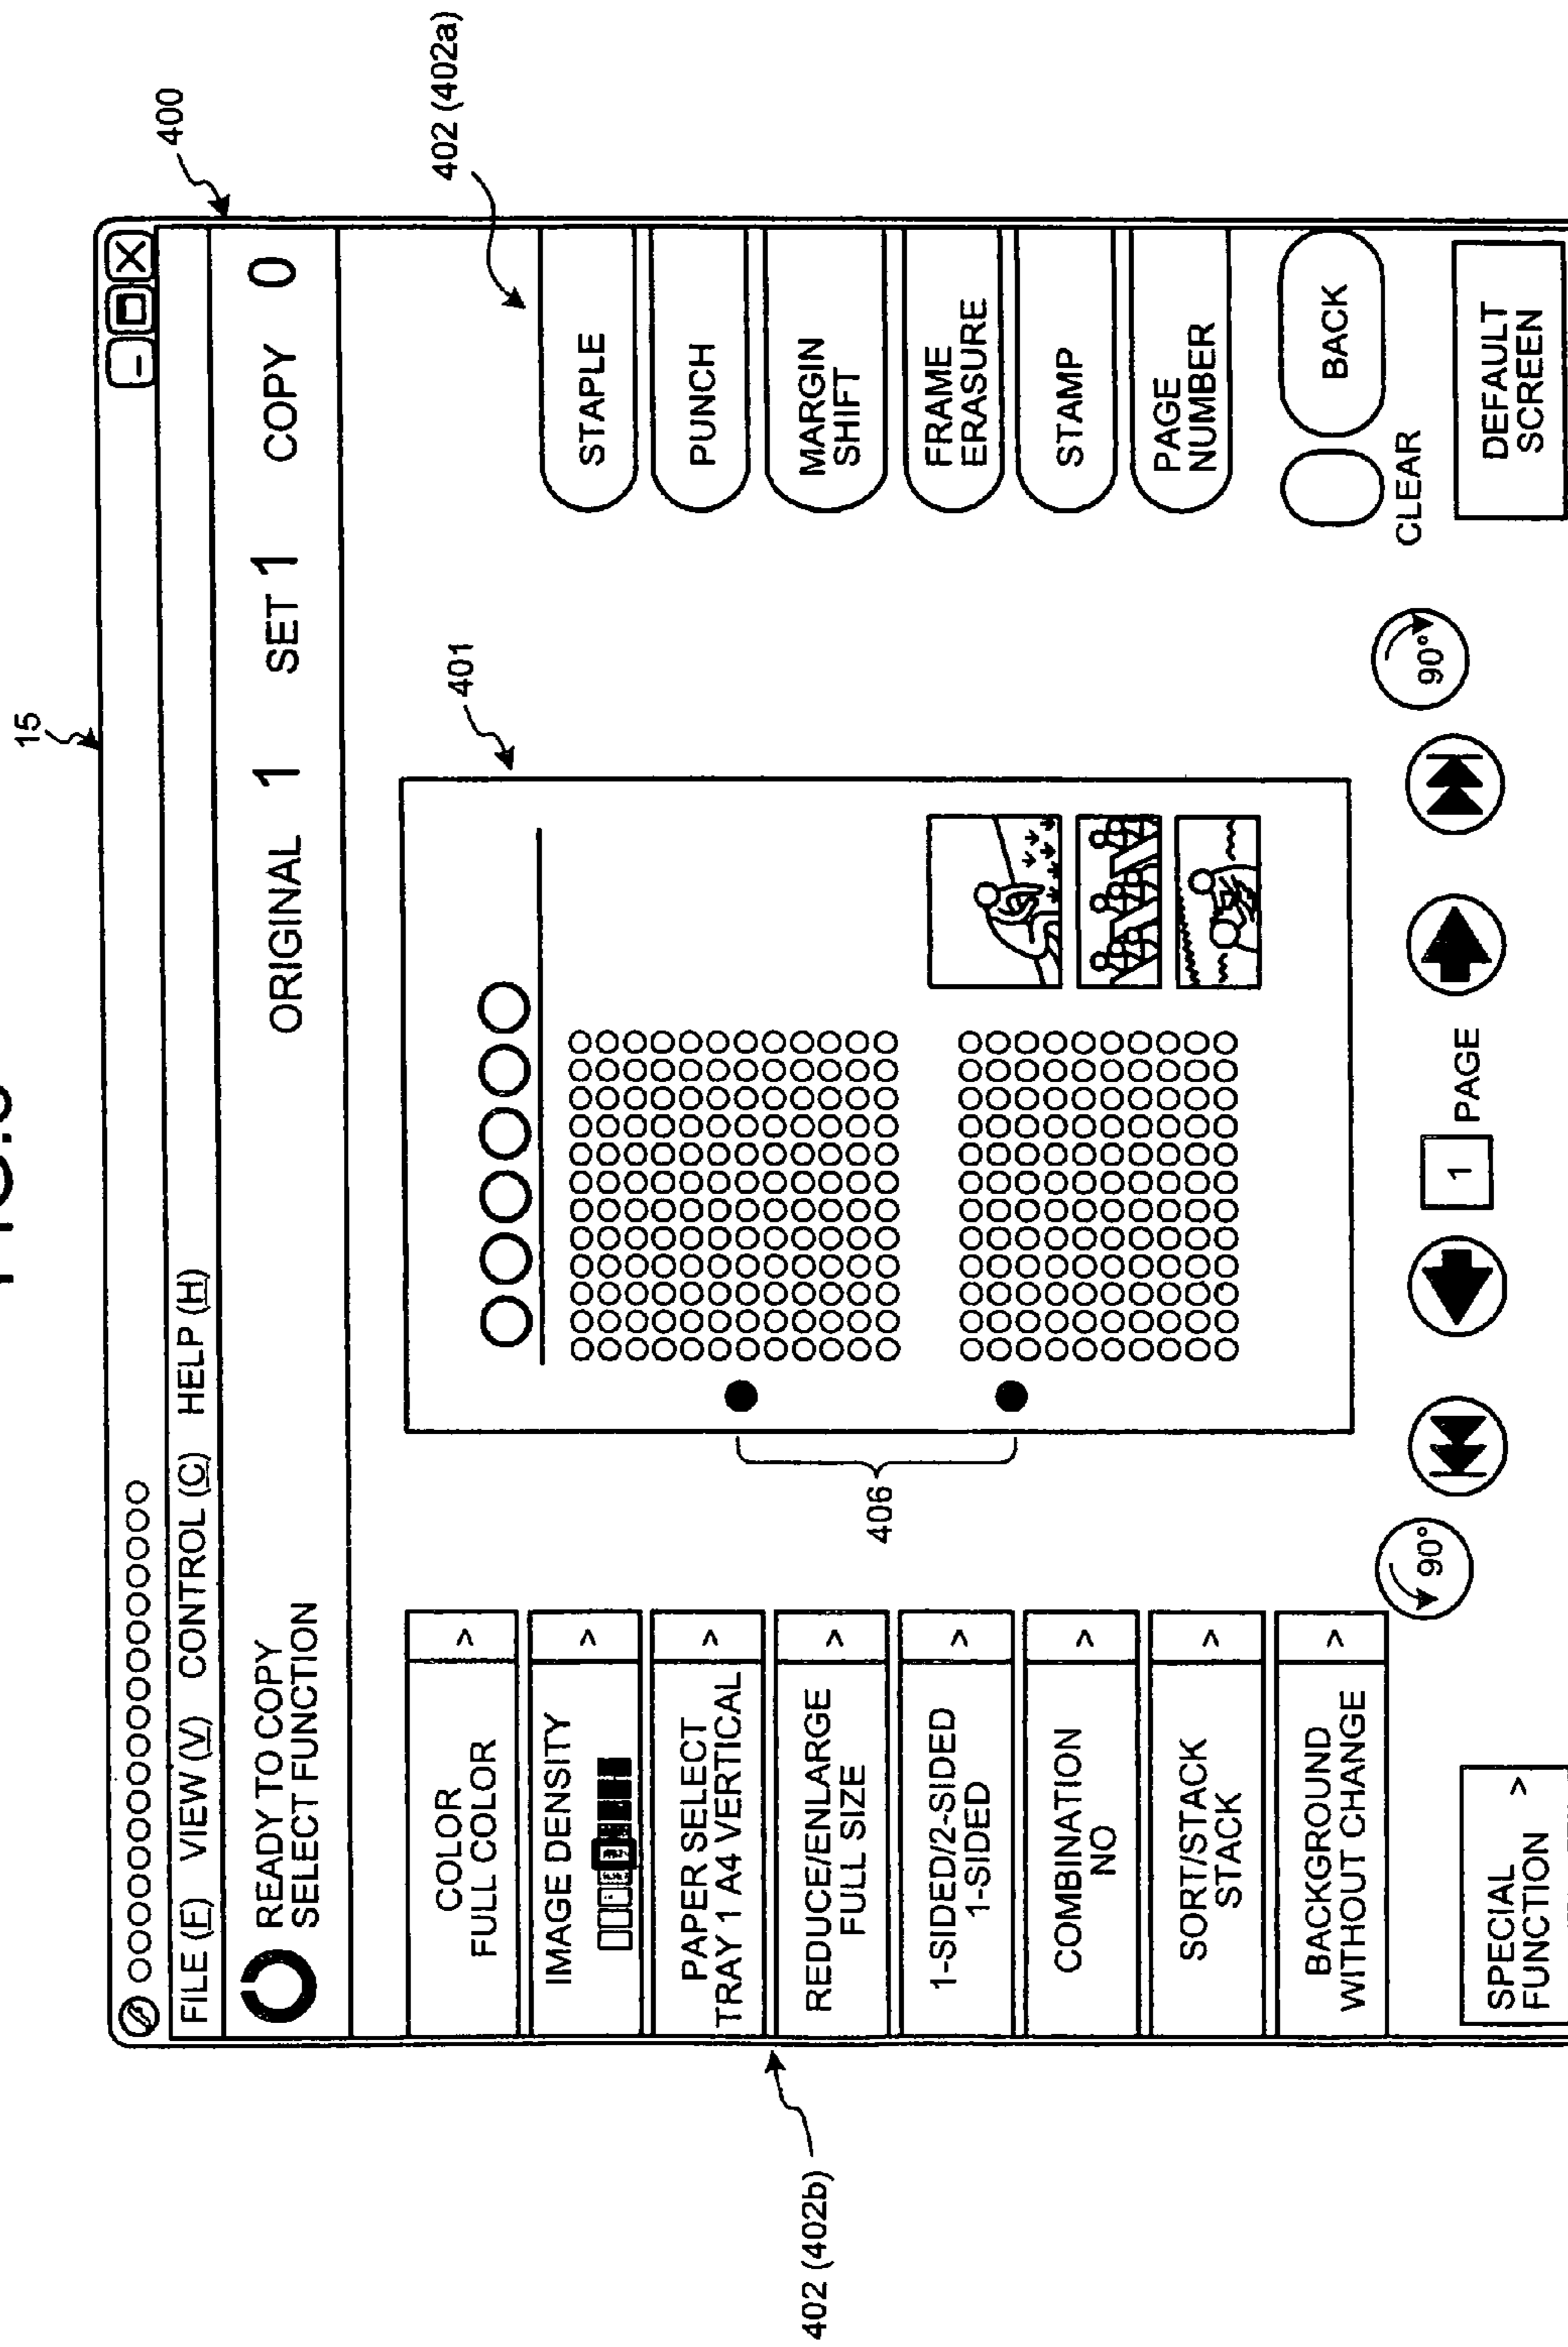 15
400
○○○○○○○○○○○○○○○○○○
FILE (F) VIEW (V) CONTROL (C) HELP (H)
READY TO COPY
SELECT FUNCTION
ORIGINAL 1 SET 1 COPY 0
402 (402b)
COLOR
FULL COLOR
>
IMAGE DENSITY
>
PAPER SELECT
TRAY 1 A4 VERTICAL
>
REDUCE/ENLARGE
FULL SIZE
>
1-SIDED/2-SIDED
1-SIDED
>
COMBINATION
NO
>
SORT/STACK
STACK
>
BACKGROUND
WITHOUT CHANGE
>
SPECIAL
FUNCTION >
401
406
90°
1 PAGE
90°
402 (402a)
STAPLE
PUNCH
MARGIN
SHIFT
FRAME
ERASURE
STAMP
PAGE
NUMBER
CLEAR
BACK
DEFAULT
SCREEN